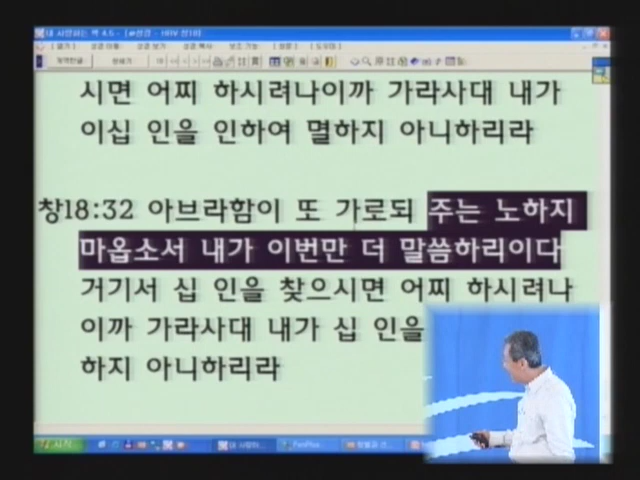 시면 어찌 하시려나이까 가라사대 내가
이십 인을 인하여 멸하지 아니하리라
창18:32 아브라함이 또 가로되 주는 노하지
마옵소서 내가 이번만 더 말씀하리이다
거기서 십 인을 찾으시면 어찌 하시려나
이까 가라사대 내가 십 인을
하지 아니하리라
시작